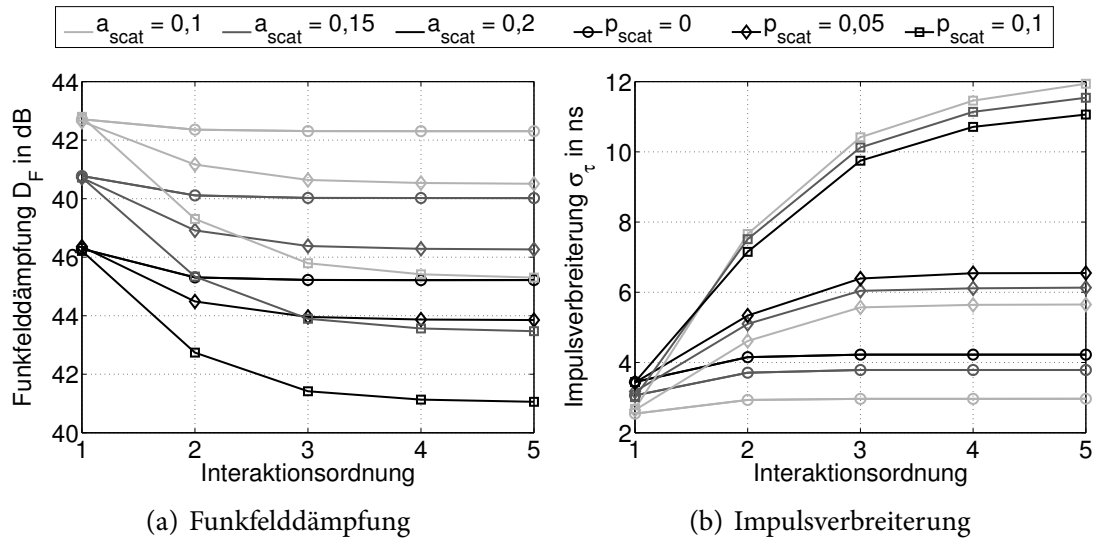 a_scat = 0,1 a_scat = 0,15 a_scat = 0,2 p_scat = 0 p_scat = 0,05 p_scat = 0,1
Funkfelddämpfung D_F in dB
44
42
40
46
44
42
40
1 2 3 4 5
Interaktionsordnung
(a) Funkfelddämpfung
Impulsverbreiterung σ_τ in ns
12
10
8
6
4
2
1 2 3 4 5
Interaktionsordnung
(b) Impulsverbreiterung